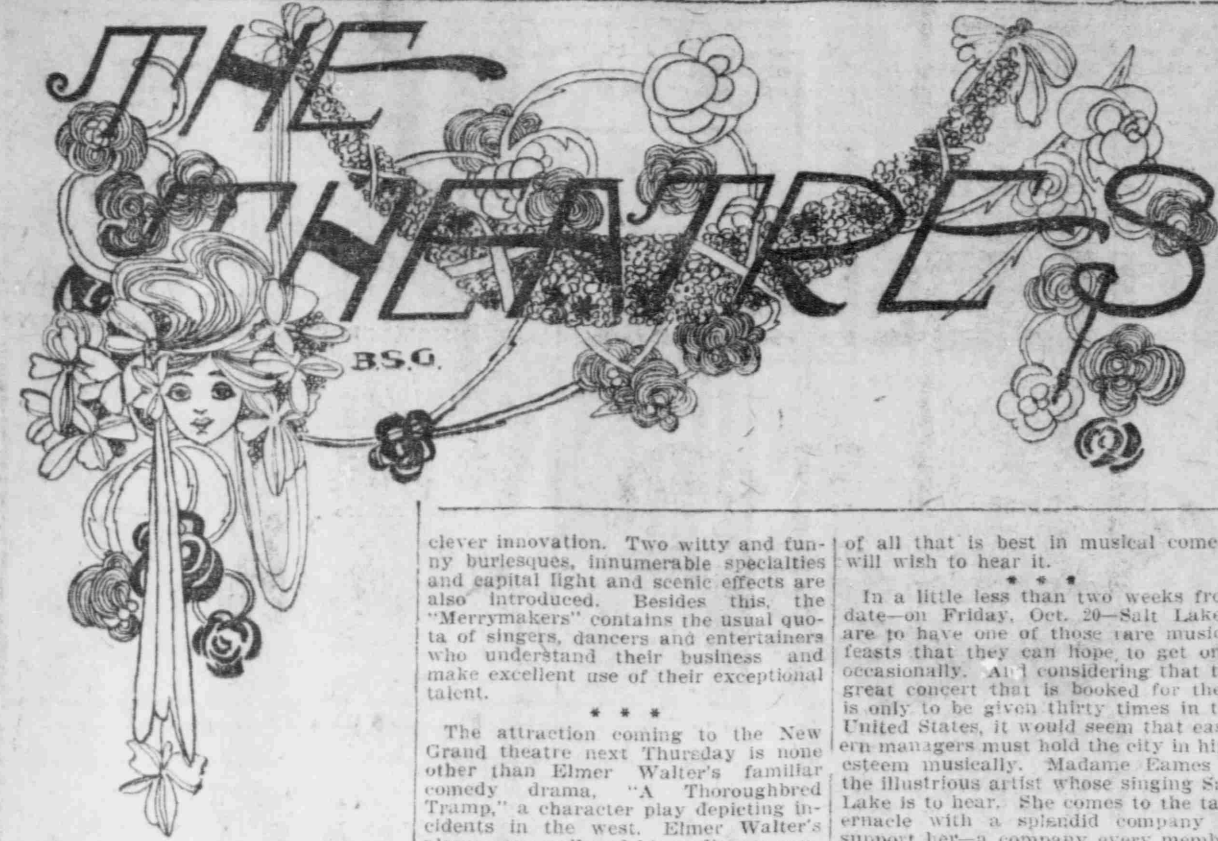 THE
THEATRES
B.S.G.
clever innovation. Two witty and fun-
ny burlesques, innumerable specialties
and capital light and scenic effects are
also introduced. Besides this, the
"Merrymakers" contains the usual quo-
ta of singers, dancers and entertainers
who understand their business and
make excellent use of their exceptional
talent.
* * *
The attraction coming to the New
Grand theatre next Thursday is none
other than Elmer Walter's familiar
comedy drama, "A Thoroughbred
Tramp," a character play depicting in-
cidents in the west. Elmer Walter's
of all that is best in musical come
will wish to hear it.
* * *
In a little less than two weeks fro
date—on Friday, Oct. 20—Salt Lake
are to have one of those rare music
feasts that they can hope to get on
occasionally. And considering that t
great concert that is booked for the
is only to be given thirty times in t
United States, it would seem that eas
ern managers must hold the city in hi
esteem musically. Madame Eames
the illustrious artist whose singing Sa
Lake is to hear. She comes to the ta
ernacle with a splendid company
support her—a company every memb